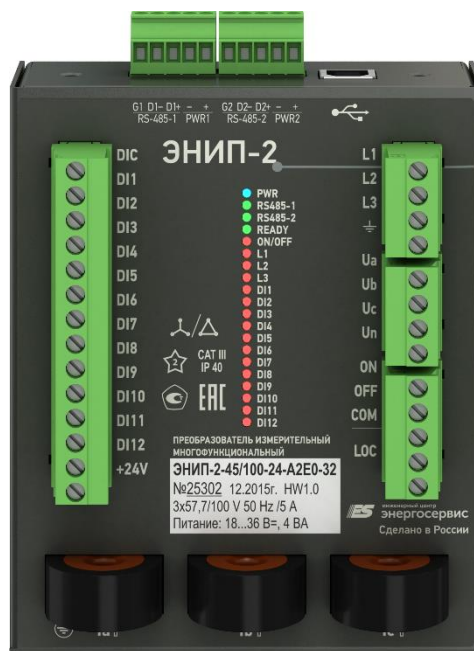 G1 D1- D1+ - + G2 D2- D2+ - +
RS-485-1 PWR1 RS-485-2 PWR2
ЭНИП-2
DIC
DI1
DI2
DI3
DI4
DI5
DI6
DI7
DI8
DI9
DI10
DI11
DI12
+24V
PWR
RS485-1
RS485-2
READY
ON/OFF
L1
L2
L3
DI1
DI2
DI3
DI4
DI5
DI6
DI7
DI8
DI9
DI10
DI11
DI12
L1
L2
L3
Ua
Ub
Uc
Un
ON
OFF
COM
LOC
2
CAT III
IP 40
EAC
ПРЕОБРАЗОВАТЕЛЬ ИЗМЕРИТЕЛЬНЫЙ
МНОГОФУНКЦИОНАЛЬНЫЙ
ЭНИП-2-45/100-24-A2E0-32
№25302 12.2015г. HW1.0
3x57,7/100 V 50 Hz /5 A
Питание: 18...36 В=, 4 ВА
ES инженерный центр
энергосервис
Сделано в России